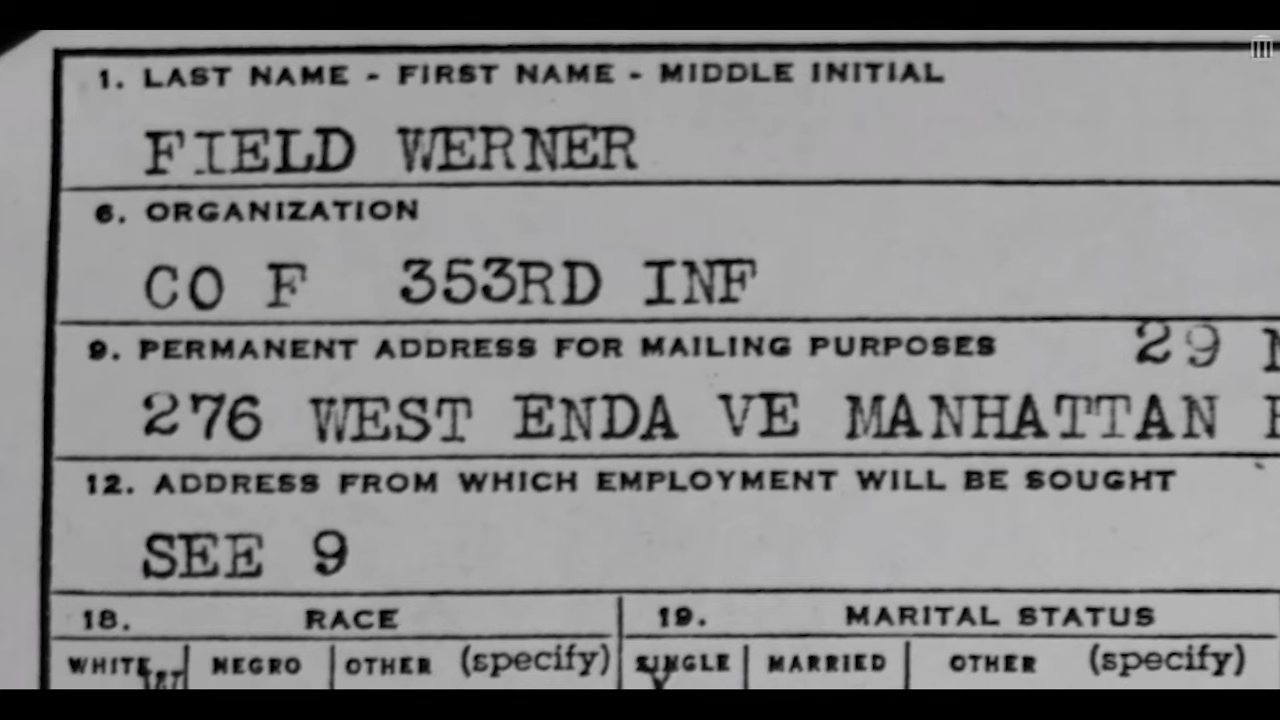 1. LAST NAME - FIRST NAME - MIDDLE INITIAL
FIELD WERNER
6. ORGANIZATION
CO F 353RD INF
9. PERMANENT ADDRESS FOR MAILING PURPOSES 29
276 WEST ENDA VE MANHATTAN
12. ADDRESS FROM WHICH EMPLOYMENT WILL BE SOUGHT
SEE 9
18. RACE 19. MARITAL STATUS
WHITE NEGRO OTHER (specify) SINGLE MARRIED OTHER (specify)